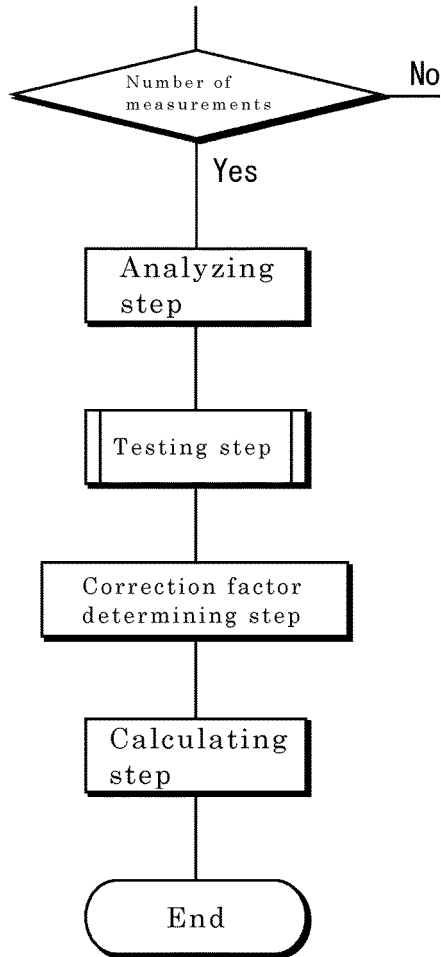 Number of
measurements
No
Yes
Analyzing
step
Testing step
Correction factor
determining step
Calculating
step
End